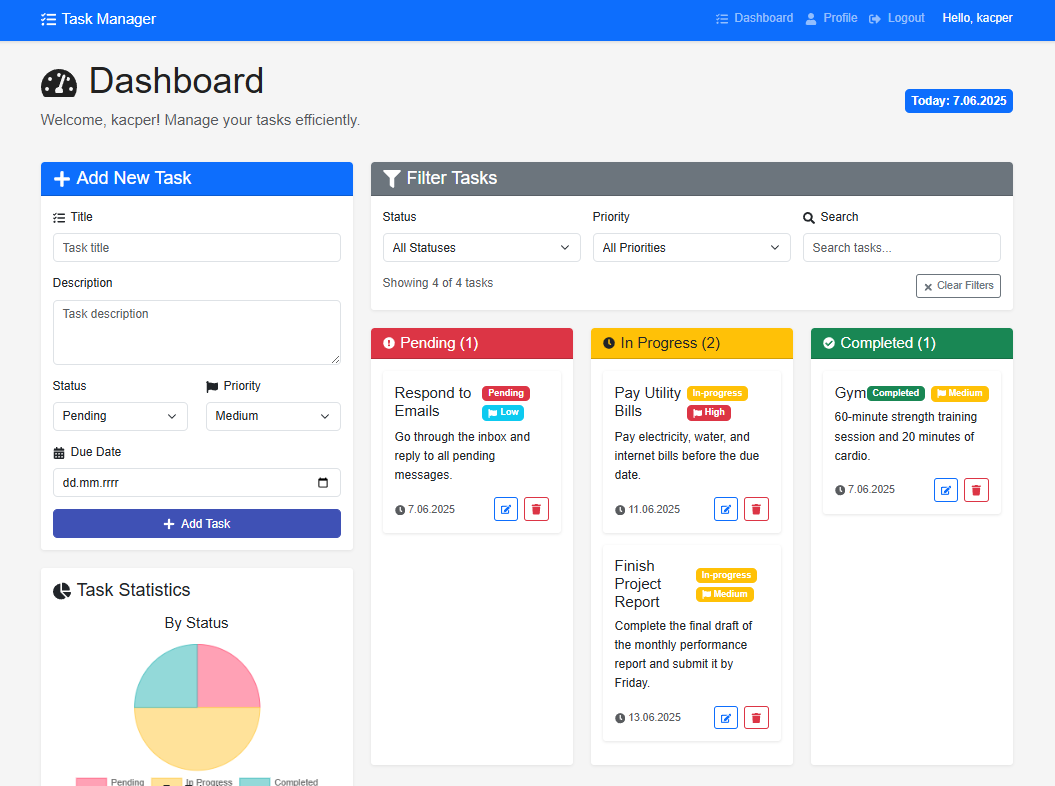 Task Manager
Dashboard Profile Logout Hello, kacper
Dashboard
Welcome, kacper! Manage your tasks efficiently.
Today: 7.06.2025
Add New Task
Title
Task title
Description
Task description
Status Priority
Pending Medium
Due Date
dd.mm.rrrr
Add Task
Task Statistics
By Status
Pending In Progress Completed
Filter Tasks
Status Priority Search
All Statuses All Priorities Search tasks...
Showing 4 of 4 tasks
Clear Filters
Pending (1)
Respond to
Emails
Pending
Low
Go through the inbox and
reply to all pending
messages.
7.06.2025
In Progress (2)
Pay Utility
Bills
In-progress
High
Pay electricity, water, and
internet bills before the due
date.
11.06.2025
Finish
Project
Report
In-progress
Medium
Complete the final draft of
the monthly performance
report and submit it by
Friday.
13.06.2025
Completed (1)
Gym Completed Medium
60-minute strength training
session and 20 minutes of
cardio.
7.06.2025